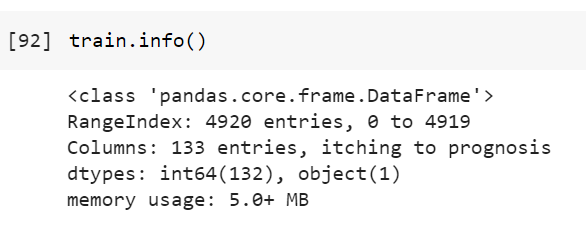 [92] train.info()
<class 'pandas.core.frame.DataFrame'>
RangeIndex: 4920 entries, 0 to 4919
Columns: 133 entries, itching to prognosis
dtypes: int64(132), object(1)
memory usage: 5.0+ MB